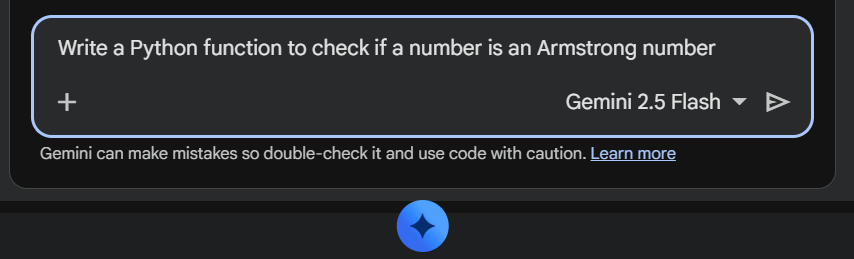 Write a Python function to check if a number is an Armstrong number
Gemini 2.5 Flash
Gemini can make mistakes so double-check it and use code with caution. Learn more